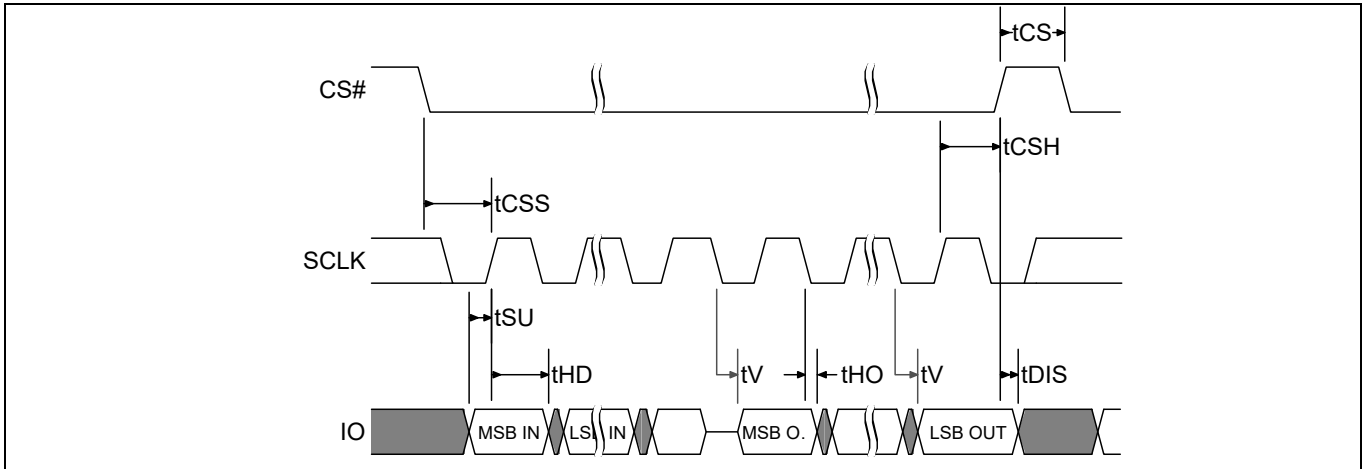 tCS
CS#
tCSH
tCSS
SCLK
tSU
tHD
tV
tHO
tV
tDIS
IO
MSB IN
LSB IN
MSB O.
LSB OUT